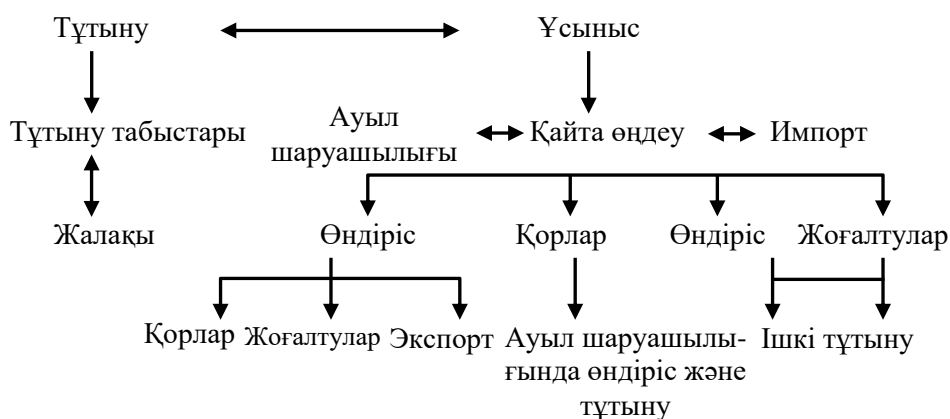 Тұтыну Ұсыныс
Тұтыну табыстары Ауыл
шаруашылығы Қайта өңдеу Импорт
Жалақы Өндіріс Қорлар Өндіріс Жоғалтулар
Қорлар Жоғалтулар Экспорт Ауыл шаруашылы- Ішкі тұтыну
ғында өндіріс және
тұтыну